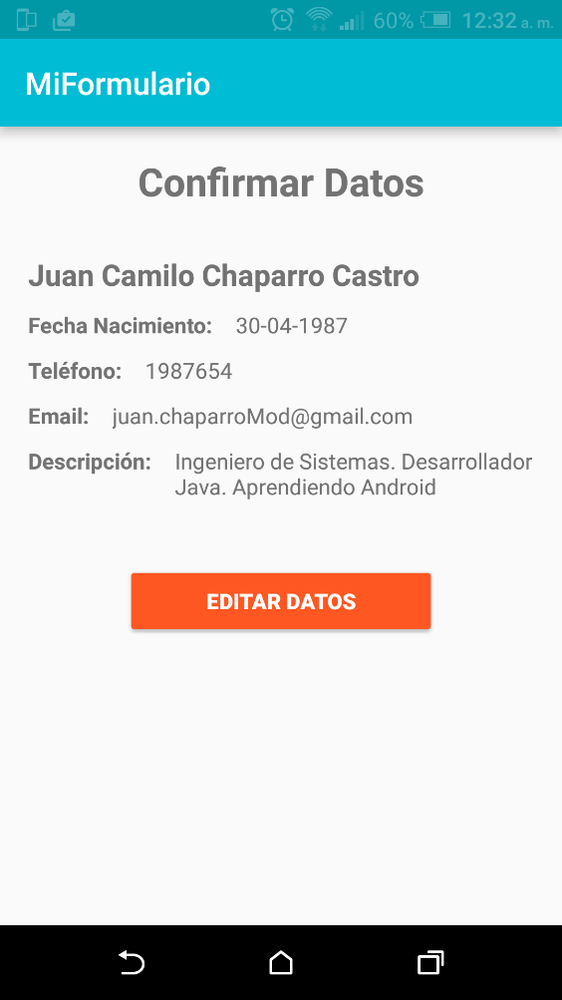 60% 12:32 a. m.
MiFormulario
Confirmar Datos
Juan Camilo Chaparro Castro
Fecha Nacimiento: 30-04-1987
Teléfono: 1987654
Email: juan.chaparroMod@gmail.com
Descripción: Ingeniero de Sistemas. Desarrollador
Java. Aprendiendo Android
EDITAR DATOS